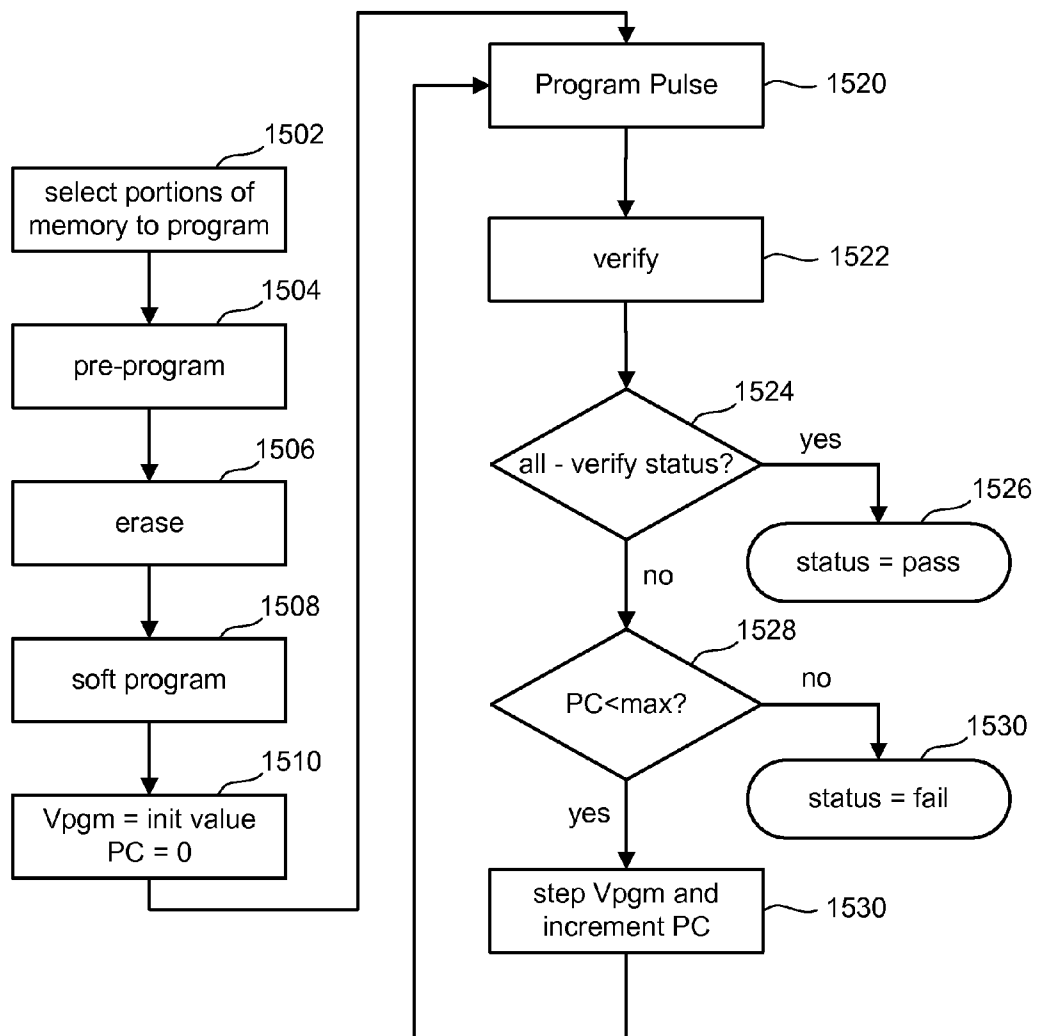 1502
select portions of
memory to program
1504
pre-program
1506
erase
1508
soft program
1510
Vpgm = init value
PC = 0
Program Pulse
1520
verify
1522
1524
all - verify status?
yes
1526
status = pass
no
1528
PC<max?
no
1530
status = fail
yes
step Vpgm and
increment PC
1530